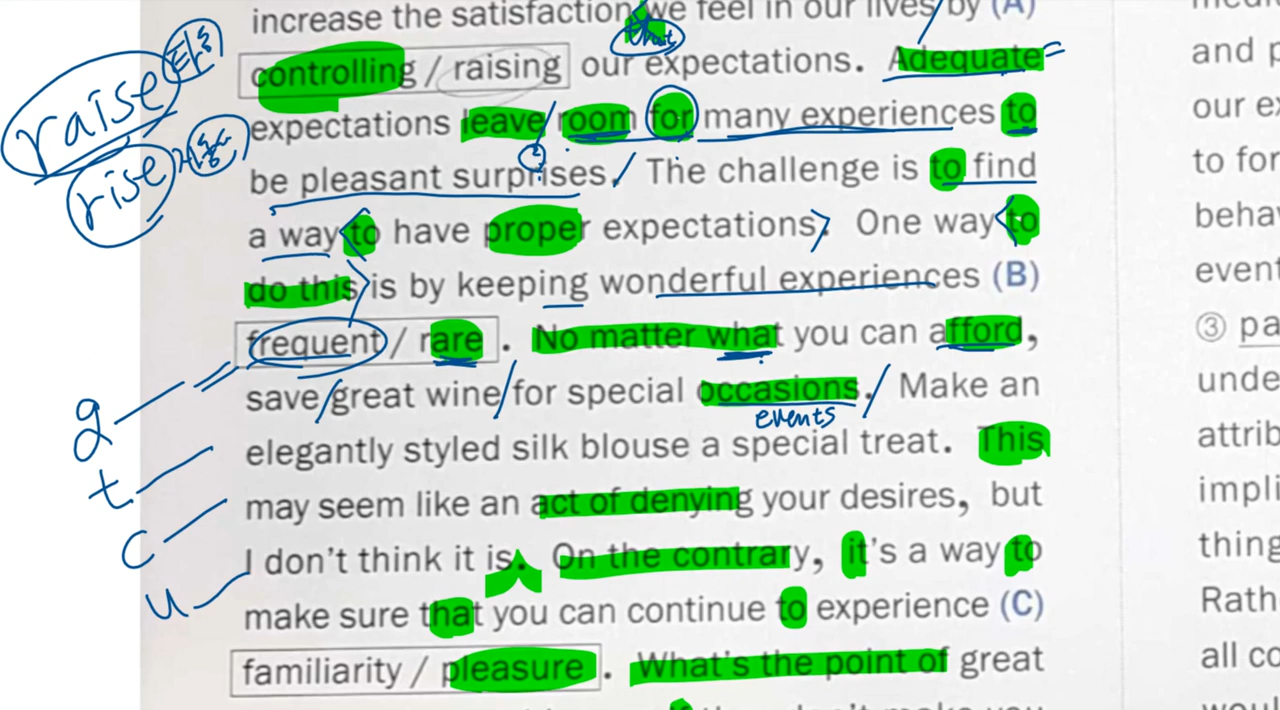 increase the satisfaction we feel in our lives by (A)
that
controlling / raising our expectations. Adequate
raise 타동
expectations leave room for many experiences to
rise 자동
be pleasant surprises. The challenge is to find
a way to have proper expectations. One way to
do this is by keeping wonderful experiences (B)
frequent / rare . No matter what you can afford,
save great wine for special occasions. Make an
events
g
elegantly styled silk blouse a special treat. This
t
may seem like an act of denying your desires, but
c
I don't think it is. On the contrary, it's a way to
u
make sure that you can continue to experience (C)
familiarity / pleasure . What's the point of great
and p
our ex
to for
behav
event
③ pa
unde
attrib
impli
thing
Rath
all co